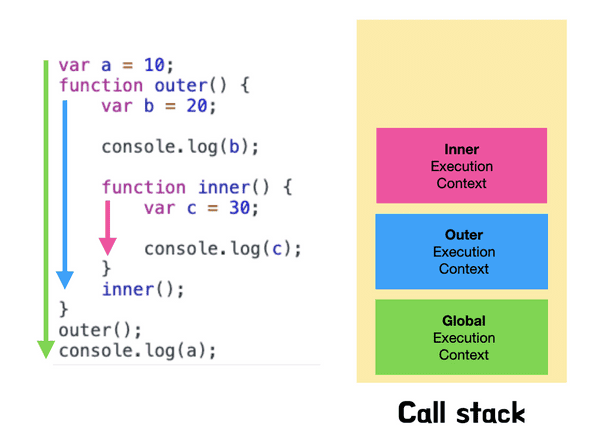 var a = 10;
function outer() {
    var b = 20;
    console.log(b);
    function inner() {
        var c = 30;
        console.log(c);
    }
    inner();
}
outer();
console.log(a);
Inner
Execution
Context
Outer
Execution
Context
Global
Execution
Context
Call stack